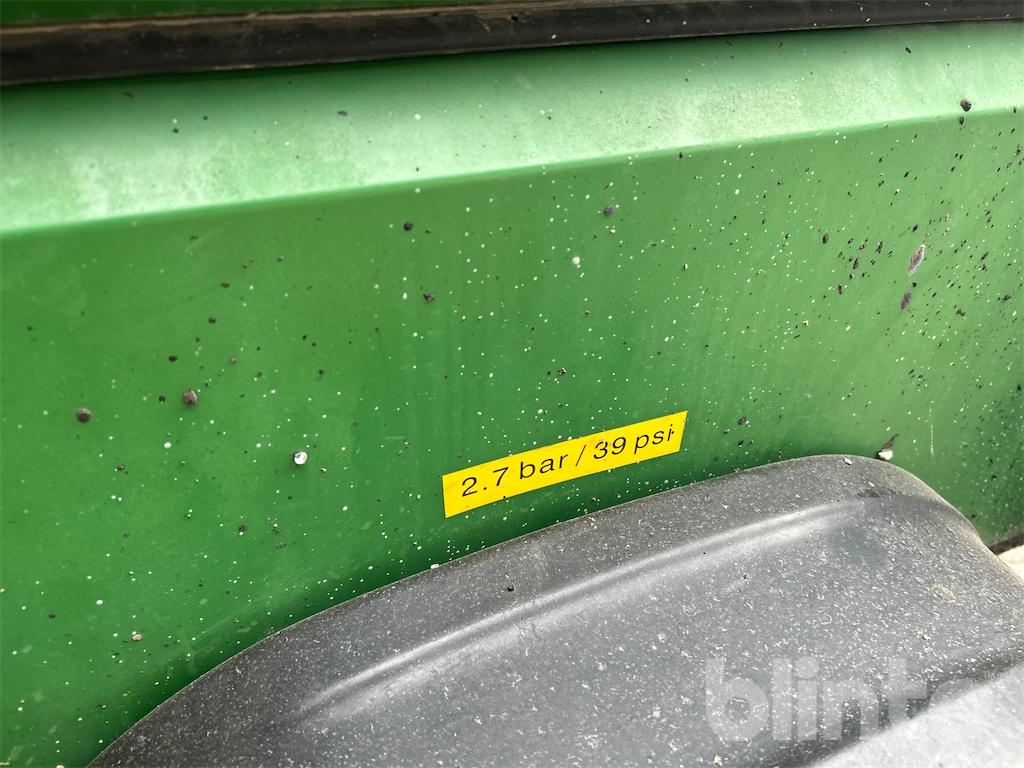 2.7 bar / 39 psi
blinto